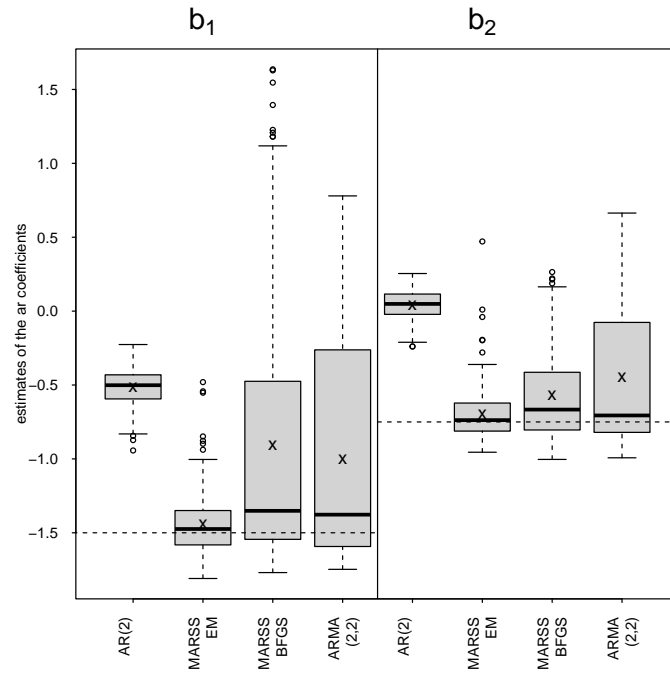 b1
b2
estimates of the ar coefficients
1.5
1.0
0.5
0.0
−0.5
−1.0
−1.5
x
x
x
x
x
x
x
x
AR(2)
MARSS
EM
MARSS
BFGS
ARMA
(2,2)
AR(2)
MARSS
EM
MARSS
BFGS
ARMA
(2,2)